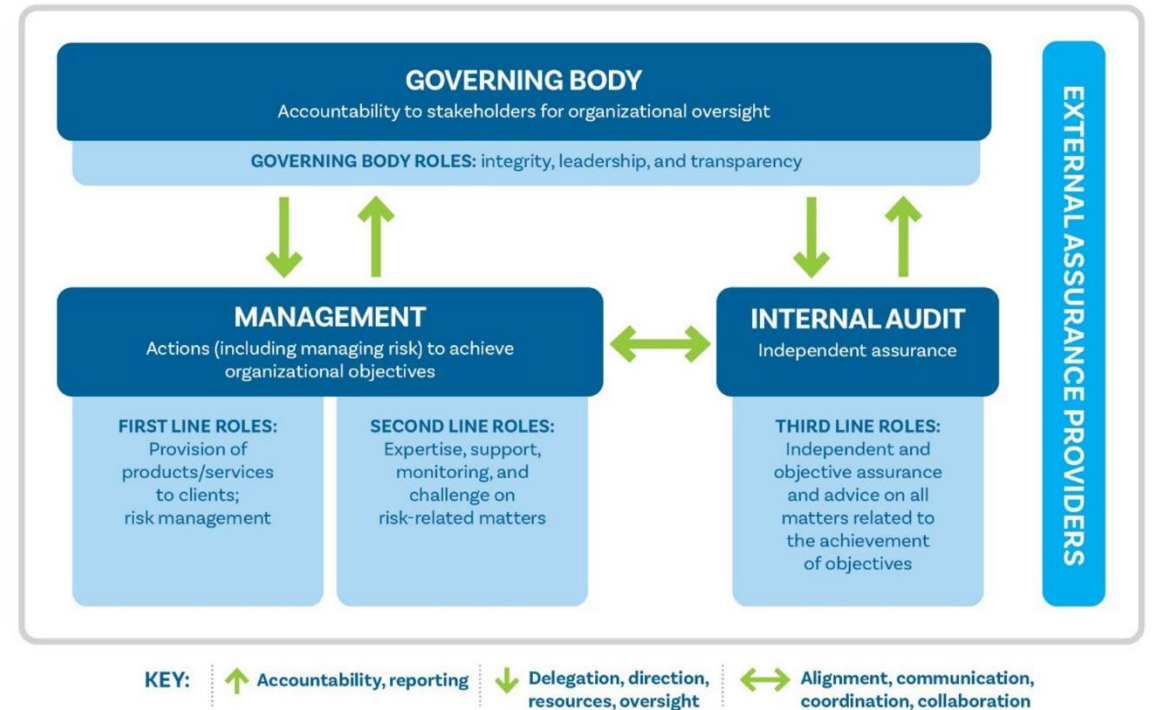 GOVERNING BODY
Accountability to stakeholders for organizational oversight
GOVERNING BODY ROLES: integrity, leadership, and transparency
MANAGEMENT
Actions (including managing risk) to achieve
organizational objectives
FIRST LINE ROLES:
Provision of
products/services
to clients;
risk management
SECOND LINE ROLES:
Expertise, support,
monitoring, and
challenge on
risk-related matters
INTERNAL AUDIT
Independent assurance
THIRD LINE ROLES:
Independent and
objective assurance
and advice on all
matters related to
the achievement
of objectives
EXTERNAL ASSURANCE PROVIDERS
KEY:
Accountability, reporting
Delegation, direction,
resources, oversight
Alignment, communication,
coordination, collaboration